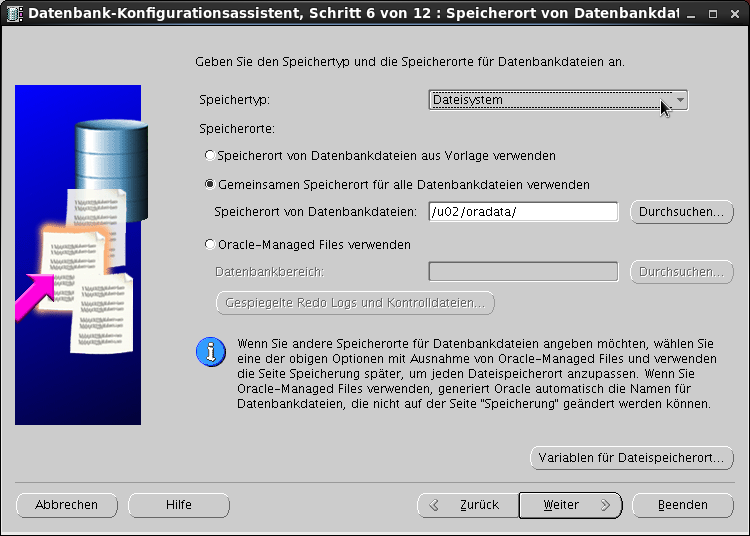 Datenbank-Konfigurationsassistent, Schritt 6 von 12 : Speicherort von Datenbankdat
Geben Sie den Speichertyp und die Speicherorte für Datenbankdateien an.
Speichertyp: Dateisystem
Speicherorte:
Speicherort von Datenbankdateien aus Vorlage verwenden
Gemeinsamen Speicherort für alle Datenbankdateien verwenden
Speicherort von Datenbankdateien: /u02/oradata/ Durchsuchen...
Oracle-Managed Files verwenden
Datenbankbereich: Durchsuchen...
Gespiegelte Redo Logs und Kontrolldateien...
Wenn Sie andere Speicherorte für Datenbankdateien angeben möchten, wählen Sie
eine der obigen Optionen mit Ausnahme von Oracle-Managed Files und verwenden
die Seite Speicherung später, um jeden Dateispeicherort anzupassen. Wenn Sie
Oracle-Managed Files verwenden, generiert Oracle automatisch die Namen für
Datenbankdateien, die nicht auf der Seite "Speicherung" geändert werden können.
Variablen für Dateispeicherort...
Abbrechen Hilfe Zurück Weiter Beenden